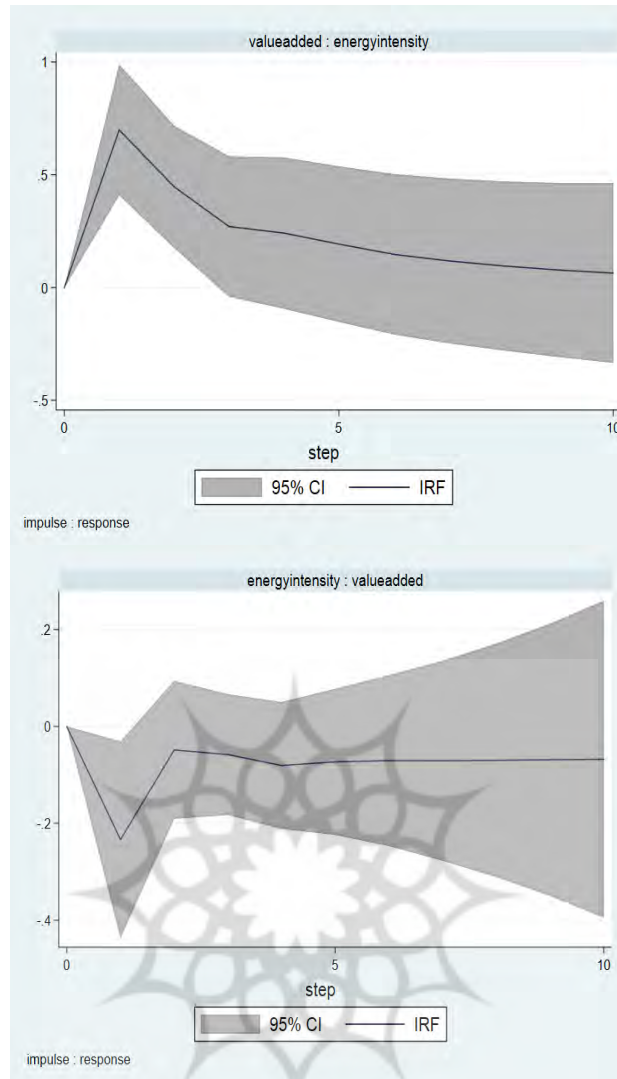 valueadded : energyintensity
1
.5
0
-.5
0 5 10
step
95% CI IRF
impulse : response
energyintensity : valueadded
.2
0
-.2
-.4
0 5 10
step
95% CI IRF
impulse : response